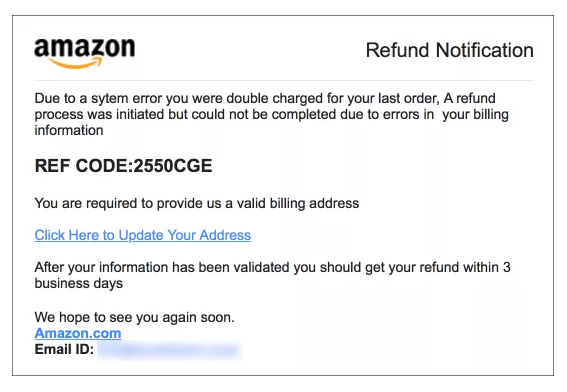 amazon
Refund Notification
Due to a sytem error you were double charged for your last order, A refund
process was initiated but could not be completed due to errors in your billing
information
REF CODE:2550CGE
You are required to provide us a valid billing address
Click Here to Update Your Address
After your information has been validated you should get your refund within 3
business days
We hope to see you again soon.
Amazon.com
Email ID: